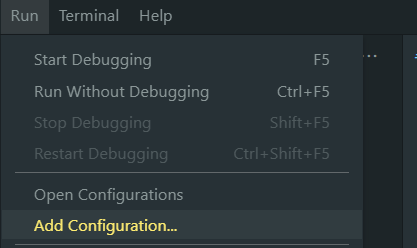 Run Terminal Help
Start Debugging F5
Run Without Debugging Ctrl+F5
Stop Debugging Shift+F5
Restart Debugging Ctrl+Shift+F5
Open Configurations
Add Configuration...